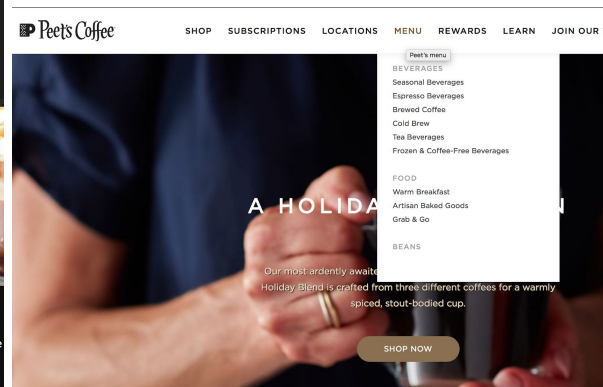 Peet's Coffee
SHOP SUBSCRIPTIONS LOCATIONS MENU REWARDS LEARN JOIN OUR
Peet's menu
BEVERAGES
Seasonal Beverages
Espresso Beverages
Brewed Coffee
Cold Brew
Tea Beverages
Frozen & Coffee-Free Beverages
FOOD
Warm Breakfast
Artisan Baked Goods
Grab & Go
BEANS
A HOLIDA N
Our most ardently awaite
Holiday Blend is crafted from three different coffees for a warmly
spiced, stout-bodied cup.
SHOP NOW